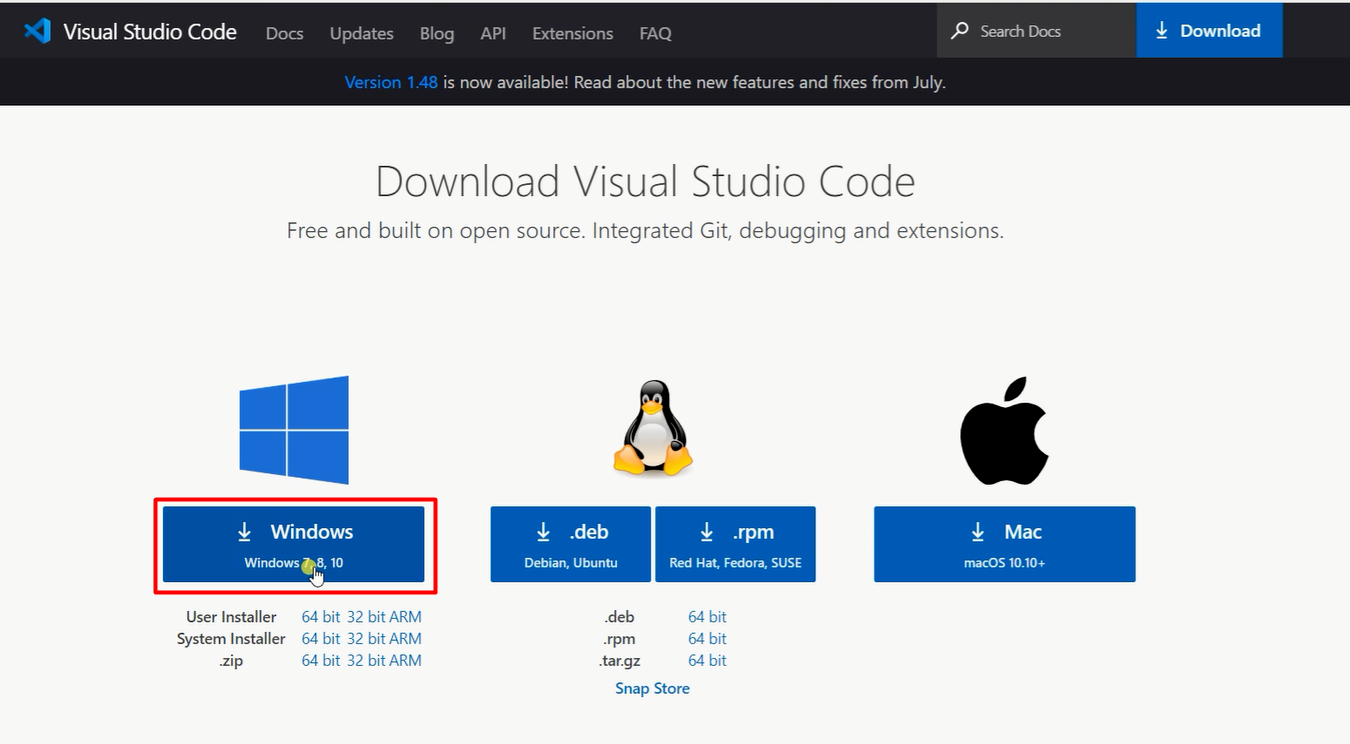 Visual Studio Code Docs Updates Blog API Extensions FAQ Search Docs Download
Version 1.48 is now available! Read about the new features and fixes from July.
Download Visual Studio Code
Free and built on open source. Integrated Git, debugging and extensions.
Windows
Windows 7, 8, 10
User Installer 64 bit 32 bit ARM
System Installer 64 bit 32 bit ARM
.zip 64 bit 32 bit ARM
.deb
Debian, Ubuntu
.rpm
Red Hat, Fedora, SUSE
.deb 64 bit
.rpm 64 bit
.tar.gz 64 bit
Snap Store
Mac
macOS 10.10+